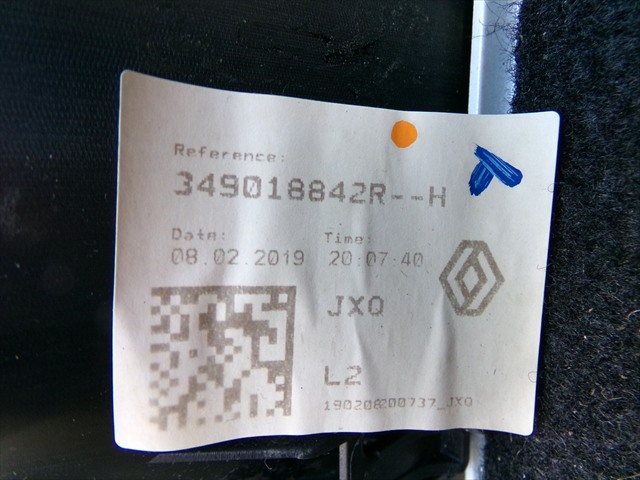 Reference:
349018842R--H
Date: Time:
08.02.2019 20:07:40
JXQ
L2
190208200737_JXQ